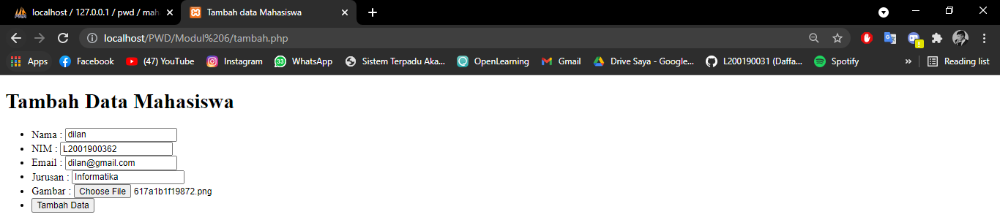 localhost / 127.0.0.1 / pwd / mah
Tambah data Mahasiswa
localhost/PWD/Modul%206/tambah.php
Apps Facebook (47) YouTube Instagram WhatsApp Sistem Terpadu Aka... OpenLearning Gmail Drive Saya - Google... L200190031 (Daffa... Spotify » Reading list
Tambah Data Mahasiswa
• Nama : dilan
• NIM : L2001900362
• Email : dilan@gmail.com
• Jurusan : Informatika
• Gambar : Choose File 617a1b1f19872.png
• Tambah Data